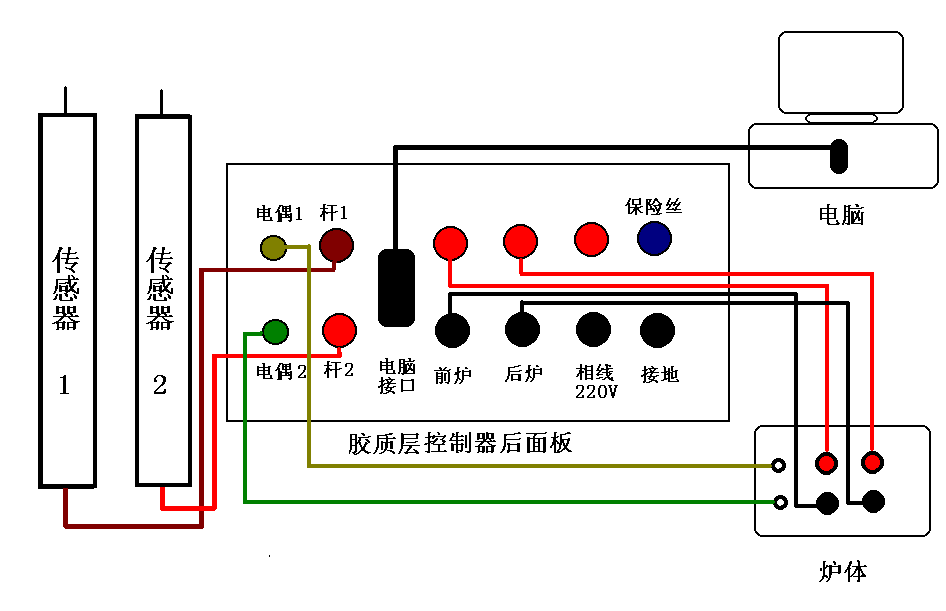 电脑
保险丝
电偶1
杆1
传感器
1
传感器
2
电偶2
杆2
电脑
接口
前炉
后炉
相线
220V
接地
胶质层控制器后面板
炉体